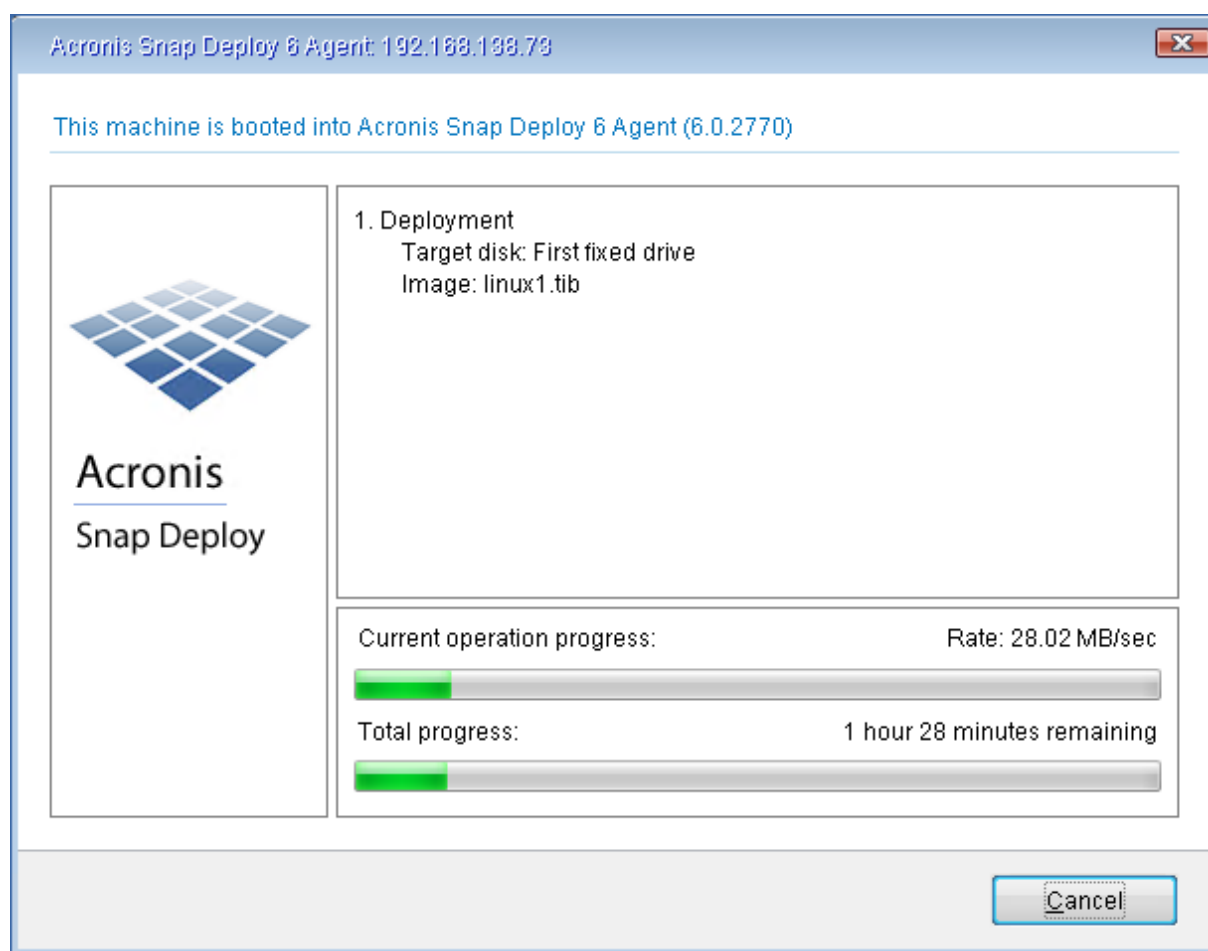 Acronis Snap Deploy 6 Agent: 192.168.138.73
This machine is booted into Acronis Snap Deploy 6 Agent (6.0.2770)
Acronis
Snap Deploy
1. Deployment
Target disk: First fixed drive
Image: linux1.tib
Current operation progress: Rate: 28.02 MB/sec
Total progress: 1 hour 28 minutes remaining
Cancel